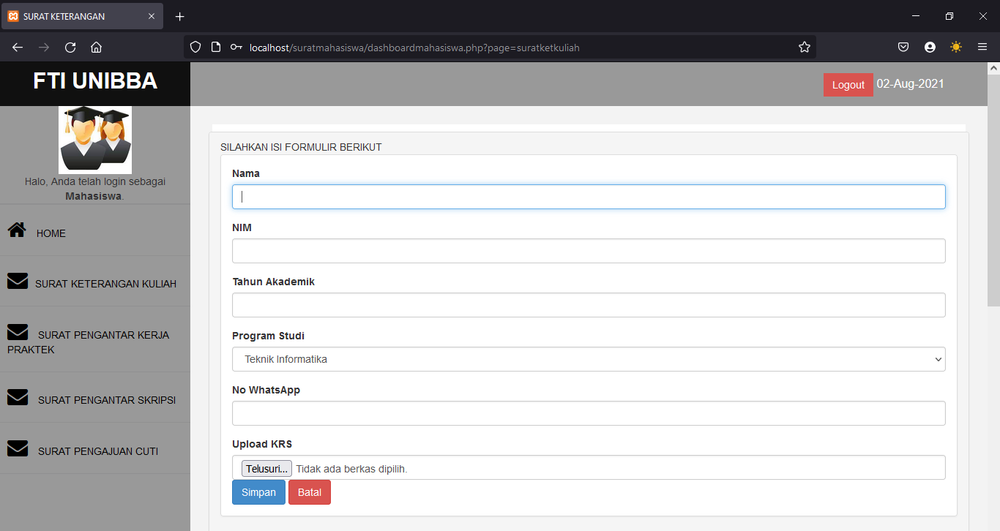 SURAT KETERANGAN
localhost/suratmahasiswa/dashboardmahasiswa.php?page=suratketkuliah
FTI UNIBBA
Logout 02-Aug-2021
Halo, Anda telah login sebagai
Mahasiswa.
HOME
SURAT KETERANGAN KULIAH
SURAT PENGANTAR KERJA
PRAKTEK
SURAT PENGANTAR SKRIPSI
SURAT PENGAJUAN CUTI
SILAHKAN ISI FORMULIR BERIKUT
Nama
NIM
Tahun Akademik
Program Studi
Teknik Informatika
No WhatsApp
Upload KRS
Telusuri... Tidak ada berkas dipilih.
Simpan Batal